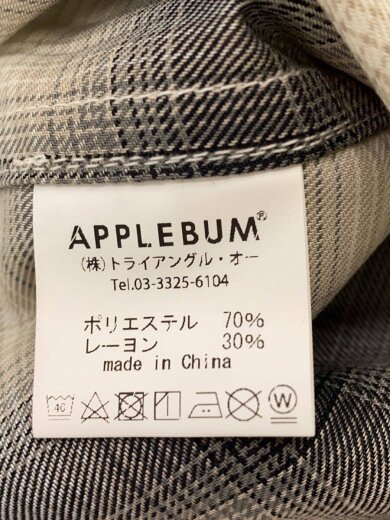 APPLEBUM®
(株)トライアングル・オー
Tel.03-3325-6104
ポリエステル 70%
レーヨン 30%
made in China
40 W